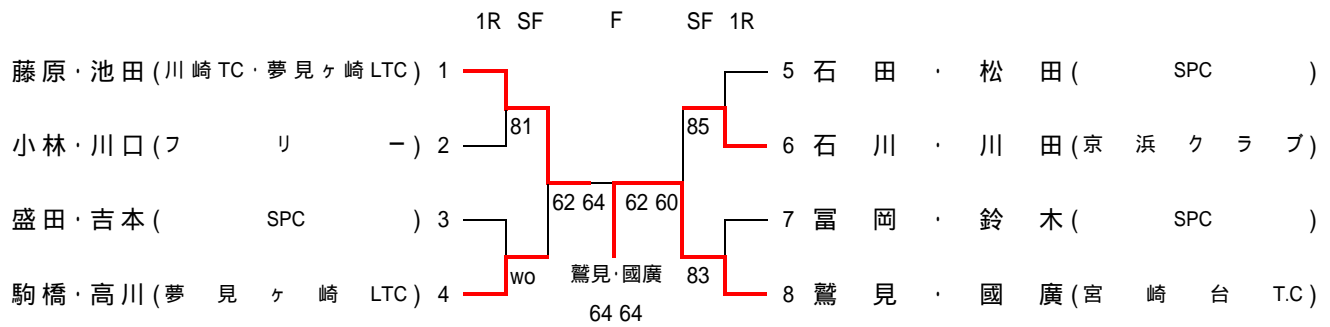 1R SF F SF 1R
藤原・池田(川崎TC・夢見ヶ崎LTC) 1
5 石田・松田(SPC)
81
85
小林・川口(フリー) 2
6 石川・川田(京浜クラブ)
62 64
62 60
盛田・吉本(SPC) 3
7 冨岡・鈴木(SPC)
wo
鷲見・國廣
83
駒橋・高川(夢見ヶ崎LTC) 4
8 鷲見・國廣(宮崎台T.C)
64 64